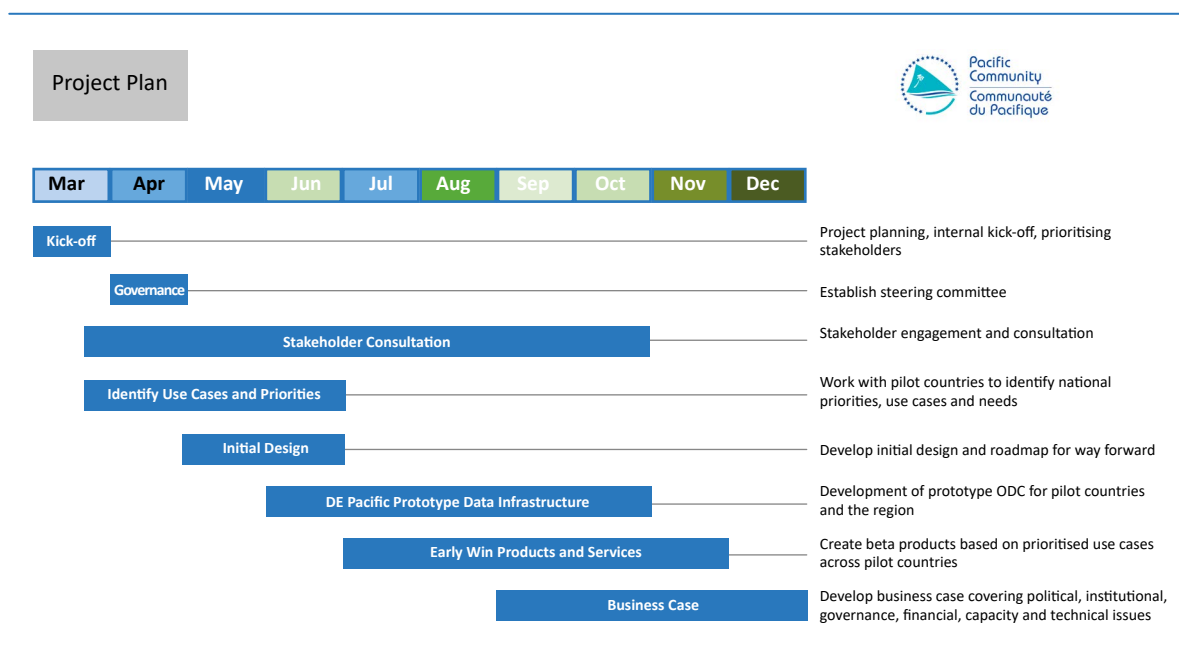 Project Plan
Pacific
Community
Communauté
du Pacifique
Mar Apr May Jun Jul Aug Sep Oct Nov Dec
Kick-off
Project planning, internal kick-off, prioritising
stakeholders
Governance
Establish steering committee
Stakeholder Consultation
Stakeholder engagement and consultation
Identify Use Cases and Priorities
Work with pilot countries to identify national
priorities, use cases and needs
Initial Design
Develop initial design and roadmap for way forward
DE Pacific Prototype Data Infrastructure
Development of prototype ODC for pilot countries
and the region
Early Win Products and Services
Create beta products based on prioritised use cases
across pilot countries
Business Case
Develop business case covering political, institutional,
governance, financial, capacity and technical issues